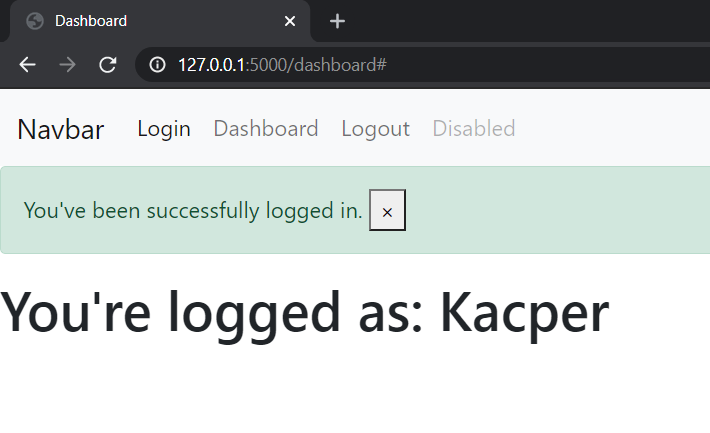 Dashboard
127.0.0.1:5000/dashboard#
Navbar Login Dashboard Logout Disabled
You've been successfully logged in. ×
You're logged as: Kacper